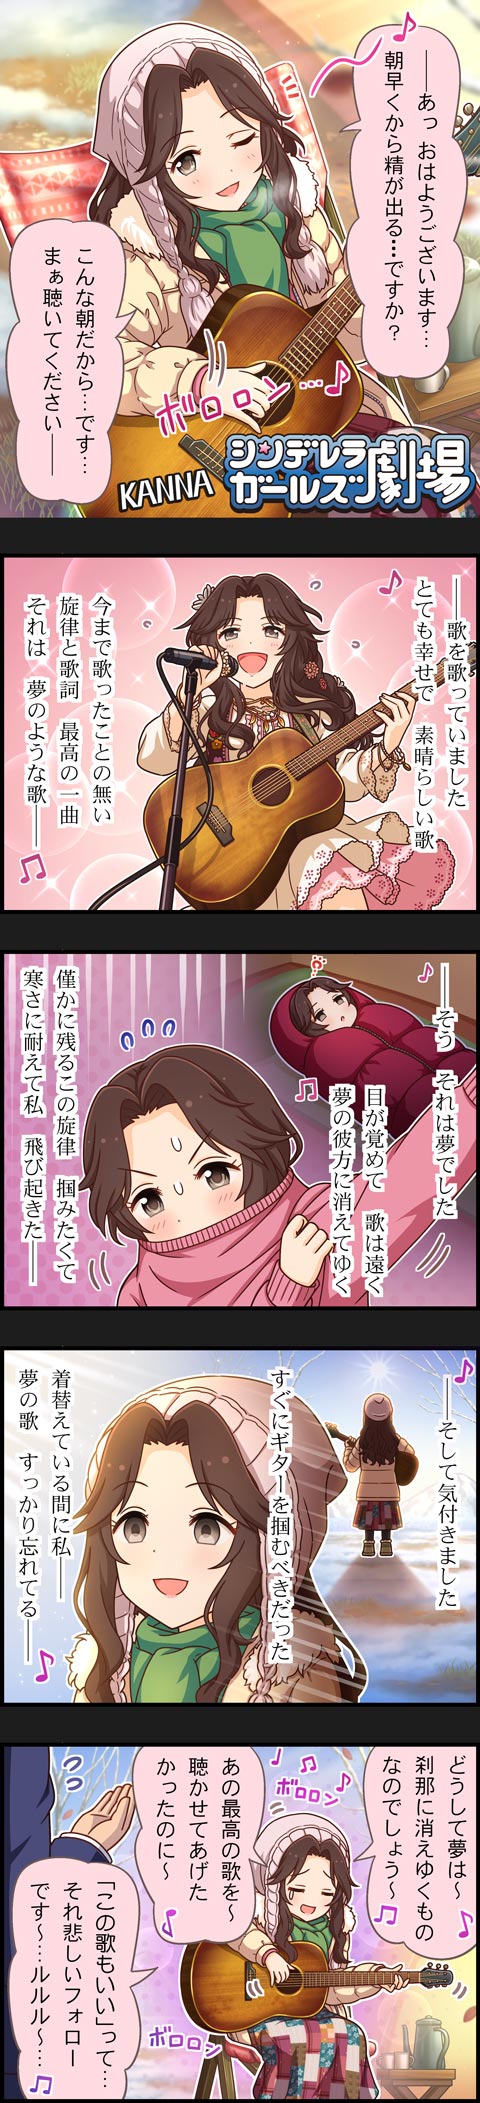 ――あっ おはようございます…
朝早くから精が出る…ですか？
こんな朝だから…です…
まぁ聴いてください――
ボロロン…♪
KANNA
シンデレラ
ガールズ劇場
――歌を歌っていました
とても幸せで 素晴らしい歌
今まで歌ったことの無い
旋律と歌詞 最高の一曲
それは 夢のような歌――
――そう それは夢でした
目が覚めて 歌は遠く
夢の彼方に消えてゆく
僅かに残るこの旋律 掴みたくて
寒さに耐えて私 飛び起きた――
――そして気付きました
すぐにギターを掴むべきだった
着替えている間に私――
夢の歌 すっかり忘れてる――
どうして夢は～
刹那に消えゆくもの
なのでしょう～
ボロロン
あの最高の歌を～
聴かせてあげた
かったのに～
「この歌もいい」って…
それ悲しいフォロー
です～…ルルル～…
ボロロン